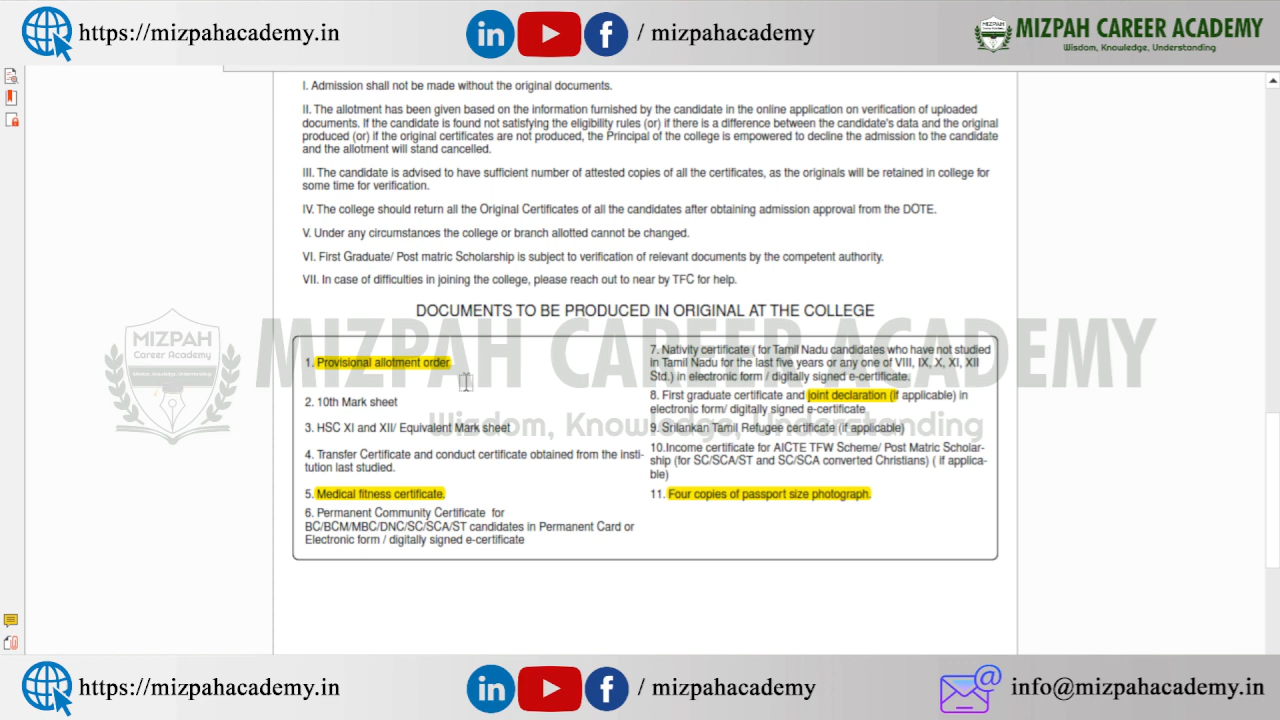 https://mizpahacademy.in
/ mizpahacademy
MIZPAH CAREER ACADEMY
Wisdom, Knowledge, Understanding
I. Admission shall not be made without the original documents.
II. The allotment has been given based on the information furnished by the candidate in the online application on verification of uploaded
documents. If the candidate is found not satisfying the eligibility rules (or) if there is a difference between the candidate's data and the original
produced (or) if the original certificates are not produced, the Principal of the college is empowered to decline the admission to the candidate
and the allotment will stand cancelled.
III. The candidate is advised to have sufficient number of attested copies of all the certificates, as the originals will be retained in college for
some time for verification.
IV. The college should return all the Original Certificates of all the candidates after obtaining admission approval from the DOTE.
V. Under any circumstances the college or branch allotted cannot be changed.
VI. First Graduate/ Post matric Scholarship is subject to verification of relevant documents by the competent authority.
VII. In case of difficulties in joining the college, please reach out to near by TFC for help.
DOCUMENTS TO BE PRODUCED IN ORIGINAL AT THE COLLEGE
1. Provisional allotment order
2. 10th Mark sheet
3. HSC XI and XII/ Equivalent Mark sheet
4. Transfer Certificate and conduct certificate obtained from the insti-
tution last studied.
5. Medical fitness certificate.
6. Permanent Community Certificate for
BC/BCM/MBC/DNC/SC/SCA/ST candidates in Permanent Card or
Electronic form / digitally signed e-certificate
7. Nativity certificate ( for Tamil Nadu candidates who have not studied
in Tamil Nadu for the last five years or any one of VIII, IX, X, XI, XII
Std.) in electronic form / digitally signed e-certificate.
8. First graduate certificate and joint declaration (if applicable) in
electronic form/ digitally signed e-certificate
9. Srilankan Tamil Refugee certificate (if applicable)
10.Income certificate for AICTE TFW Scheme/ Post Matric Scholar-
ship (for SC/SCA/ST and SC/SCA converted Christians) ( if applica-
ble)
11. Four copies of passport size photograph.
MIZPAH
Career Academy
MIZPAH CAREER ACADEMY
Wisdom, Knowledge, Understanding
https://mizpahacademy.in
/ mizpahacademy
info@mizpahacademy.in